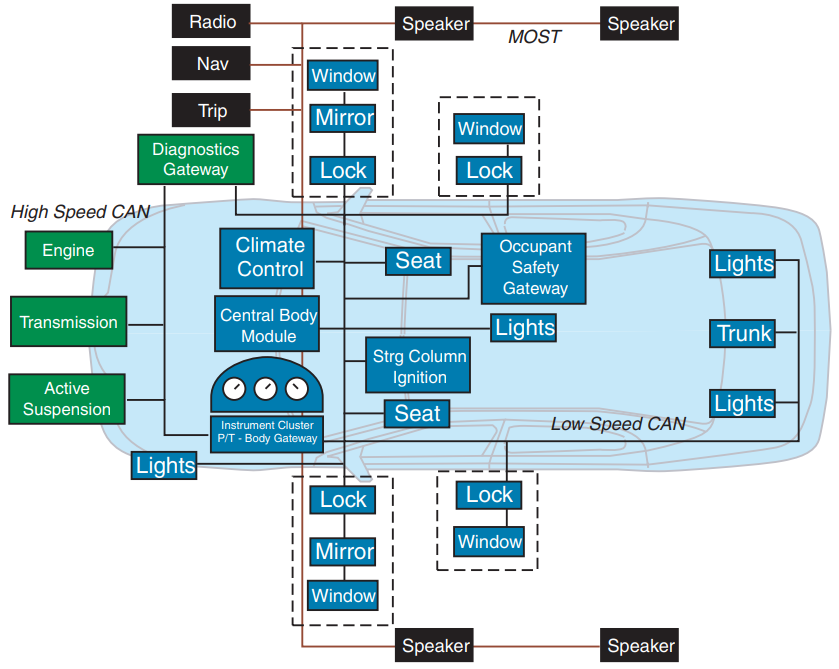 Radio
Speaker
Speaker
MOST
Nav
Window
Trip
Mirror
Window
Diagnostics
Gateway
Lock
Lock
High Speed CAN
Engine
Climate
Control
Seat
Occupant
Safety
Gateway
Lights
Transmission
Central Body
Module
Lights
Trunk
Strg Column
Ignition
Active
Suspension
Seat
Lights
Instrument Cluster
P/T - Body Gateway
Low Speed CAN
Lights
Lock
Lock
Mirror
Window
Window
Speaker
Speaker